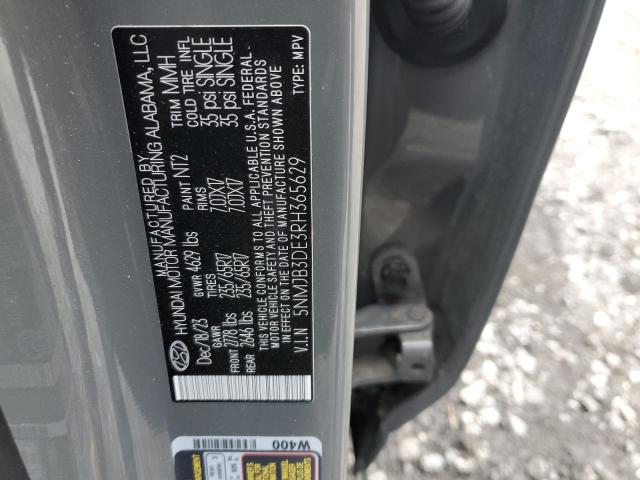 MANUFACTURED BY
HYUNDAI MOTOR MANUFACTURING ALABAMA, LLC
Dec/18/23 GVWR 4629 lbs PAINT NT2 TRIM MMH
GAWR TIRES RIMS COLD TIRE INFL
FRONT 2778 lbs 235/65R17 7.0JX17 35 psi SINGLE
REAR 2646 lbs 235/65R17 7.0JX17 35 psi SINGLE
THIS VEHICLE CONFORMS TO ALL APPLICABLE U.S.A. FEDERAL
MOTOR VEHICLE SAFETY AND THEFT PREVENTION STANDARDS
IN EFFECT ON THE DATE OF MANUFACTURE SHOWN ABOVE
V.I.N 5NMJB3DE3RH365629 TYPE: MPV
W400